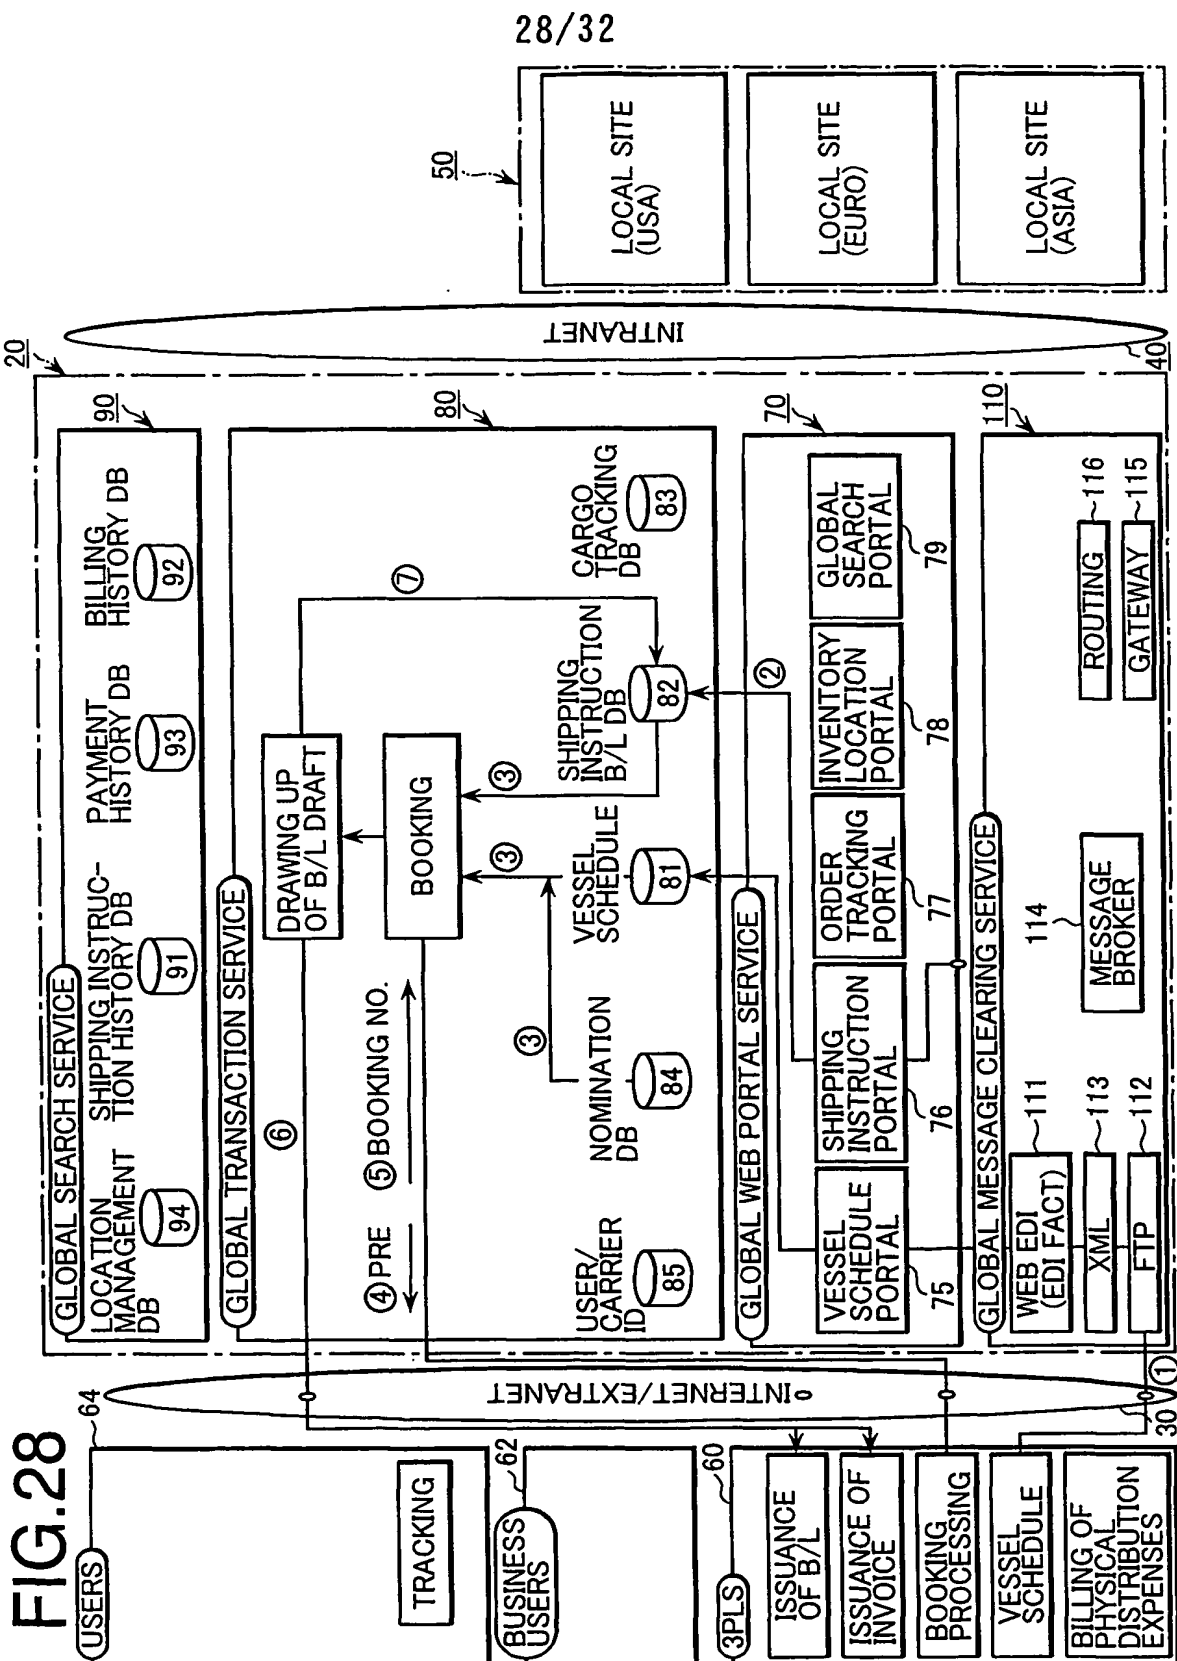 28/32
FIG.28
USERS
64
TRACKING
BUSINESS
USERS
62
3PLS
60
ISSUANCE
OF B/L
ISSUANCE OF
INVOICE
BOOKING
PROCESSING
VESSEL
SCHEDULE
BILLING OF
PHYSICAL
DISTRIBUTION
EXPENSES
INTERNET/EXTRANET
30
①
20
GLOBAL SEARCH SERVICE
90
LOCATION
MANAGEMENT
DB
94
SHIPPING INSTRUC-
TION HISTORY DB
91
PAYMENT
HISTORY DB
93
BILLING
HISTORY DB
92
GLOBAL TRANSACTION SERVICE
80
⑥
DRAWING UP
OF B/L DRAFT
⑦
④PRE
⑤BOOKING NO.
BOOKING
③
③
③
USER/
CARRIER
ID
85
NOMINATION
DB
84
VESSEL
SCHEDULE
81
SHIPPING
INSTRUCTION
B/L DB
82
CARGO
TRACKING
DB
83
②
GLOBAL WEB PORTAL SERVICE
70
VESSEL
SCHEDULE
PORTAL
75
SHIPPING
INSTRUCTION
PORTAL
76
ORDER
TRACKING
PORTAL
77
INVENTORY
LOCATION
PORTAL
78
GLOBAL
SEARCH
PORTAL
79
GLOBAL MESSAGE CLEARING SERVICE
110
WEB EDI
(EDI FACT)
111
XML
113
FTP
112
MESSAGE
BROKER
114
ROUTING
116
GATEWAY
115
INTRANET
40
50
LOCAL SITE
(USA)
LOCAL SITE
(EURO)
LOCAL SITE
(ASIA)